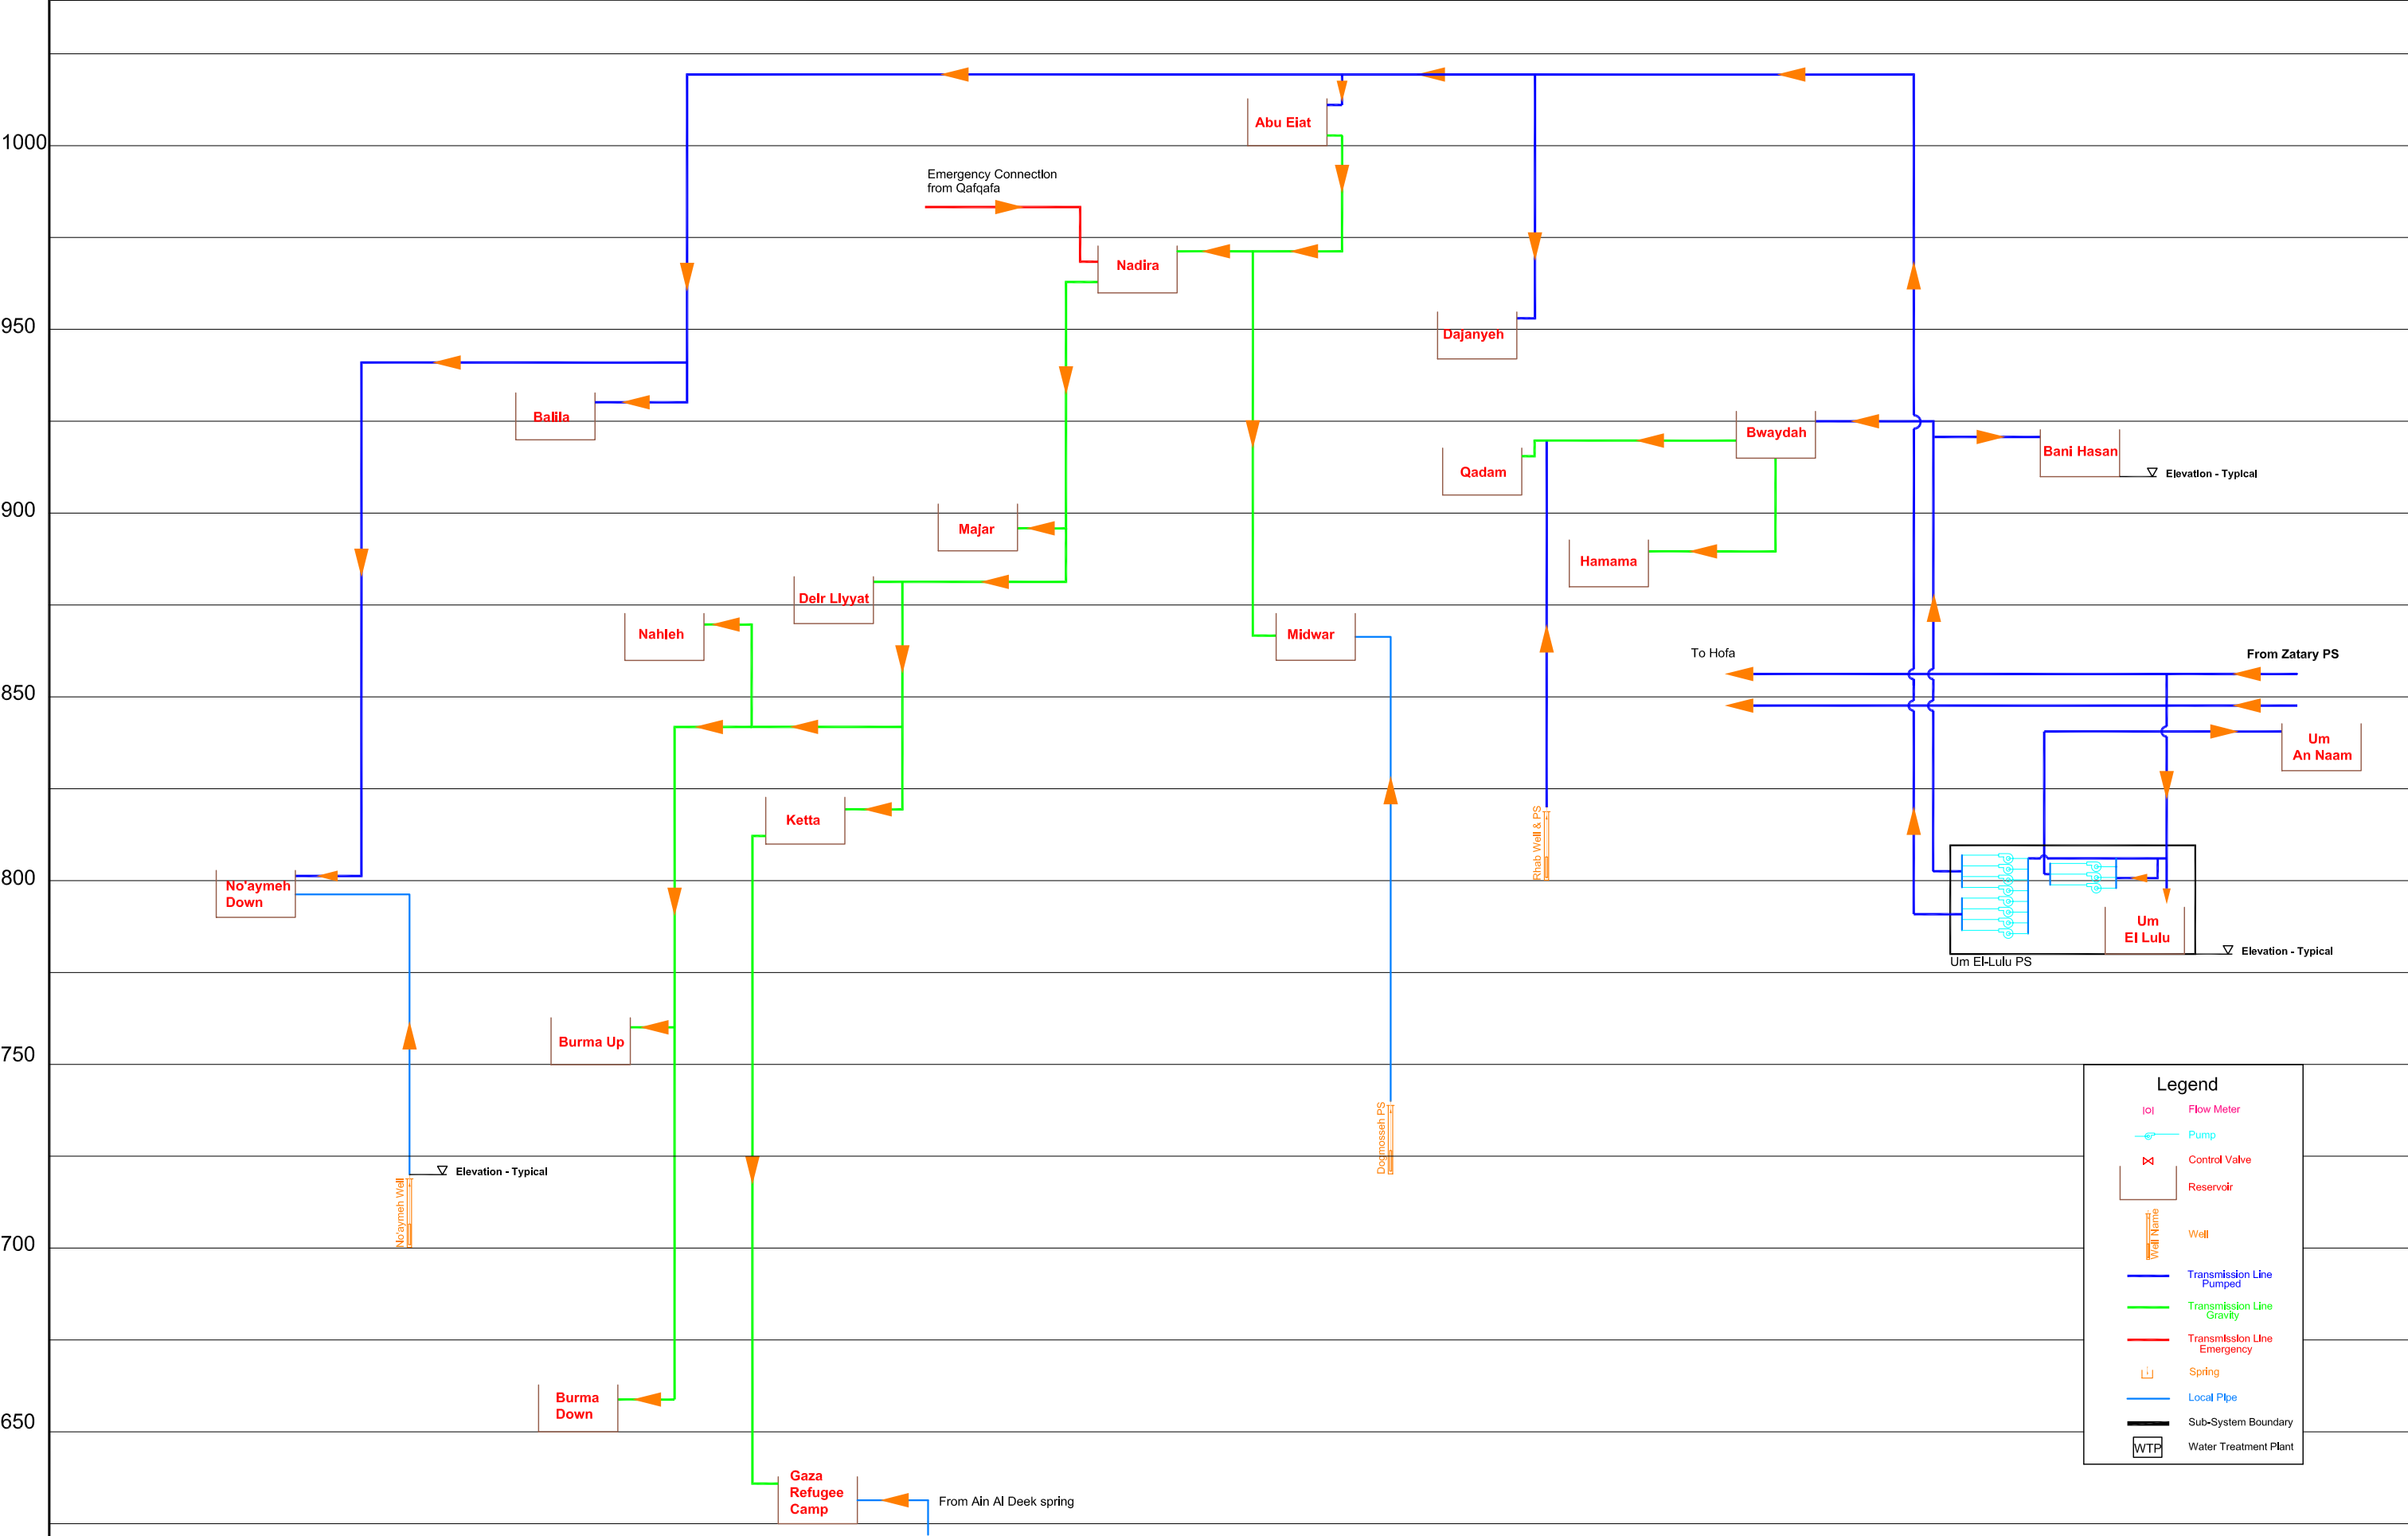 1000
Abu Eiat
Emergency Connection
from Qafqafa
Nadira
950
Dajanyeh
Balila
Bwaydah
Bani Hasan
Qadam
Elevation - Typical
900
Majar
Hamama
Deir Liyyat
Nahleh
Midwar
To Hofa
From Zatary PS
850
Um
An Naam
Ketta
Rhab Well & PS
800
No'aymeh
Down
Um
El Lulu
Elevation - Typical
Um El-Lulu PS
Burma Up
750
Dogmosseh PS
Elevation - Typical
No'aymeh Well
700
Burma
Down
650
Gaza
Refugee
Camp
From Ain Al Deek spring
Legend
Flow Meter
Pump
Control Valve
Reservoir
Well Name
Well
Transmission Line
Pumped
Transmission Line
Gravity
Transmission Line
Emergency
Spring
Local Pipe
Sub-System Boundary
WTP
Water Treatment Plant